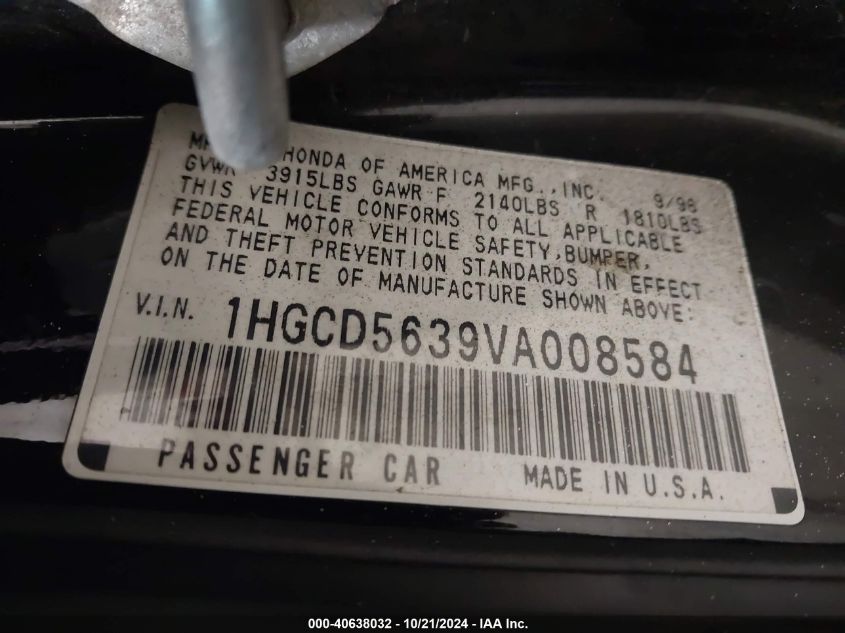 HONDA OF AMERICA MFG.,INC. 9/96
GVWR 3915LBS GAWR F 2140LBS R 1810LBS
THIS VEHICLE CONFORMS TO ALL APPLICABLE
FEDERAL MOTOR VEHICLE SAFETY,BUMPER,
AND THEFT PREVENTION STANDARDS IN EFFECT
ON THE DATE OF MANUFACTURE SHOWN ABOVE:
V.I.N. 1HGCD5639VA008584
PASSENGER CAR MADE IN U.S.A.
000-40638032 - 10/21/2024 - IAA Inc.